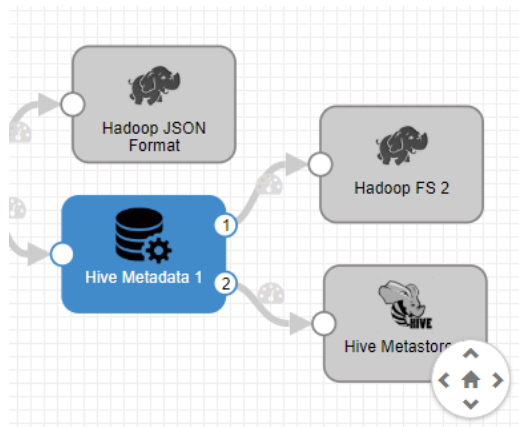 Hadoop JSON
Format
Hadoop FS 2
1
Hive Metadata 1
2
HIVE